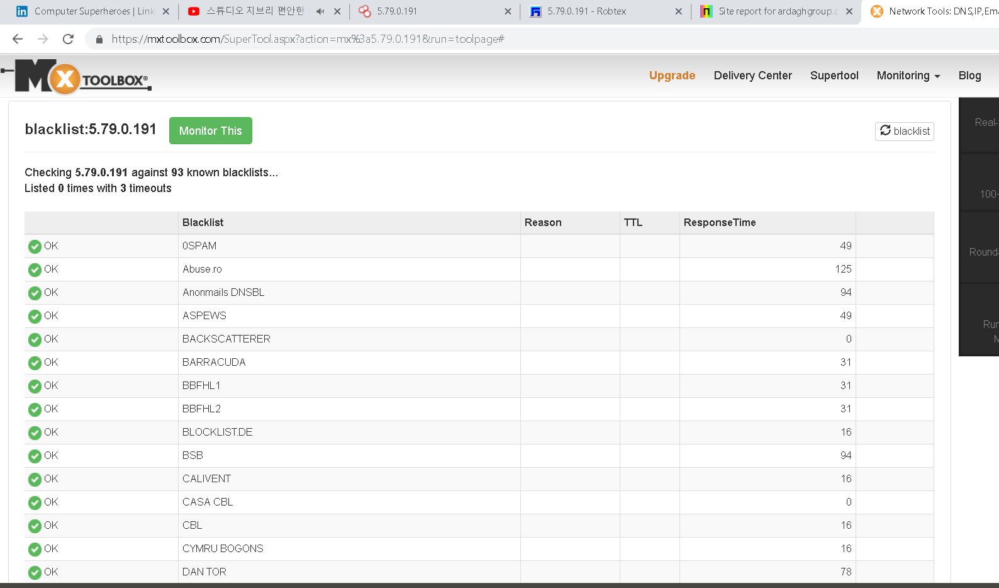 Computer Superheroes | Link
스튜디오 지브리 편안한
5.79.0.191
5.79.0.191 - Robtex
Site report for ardaghgroup.c
Network Tools: DNS,IP,Ema
https://mxtoolbox.com/SuperTool.aspx?action=mx%3a5.79.0.191&run=toolpage#
MX TOOLBOX®
Upgrade
Delivery Center
Supertool
Monitoring
Blog
blacklist:5.79.0.191
Monitor This
blacklist
Checking 5.79.0.191 against 93 known blacklists...
Listed 0 times with 3 timeouts
Blacklist Reason TTL ResponseTime
OK 0SPAM 49
OK Abuse.ro 125
OK Anonmails DNSBL 94
OK ASPEWS 49
OK BACKSCATTERER 0
OK BARRACUDA 31
OK BBFHL1 31
OK BBFHL2 31
OK BLOCKLIST.DE 16
OK BSB 94
OK CALIVENT 16
OK CASA CBL 0
OK CBL 16
OK CYMRU BOGONS 16
OK DAN TOR 78
Real-
100-
Round-
Run
M